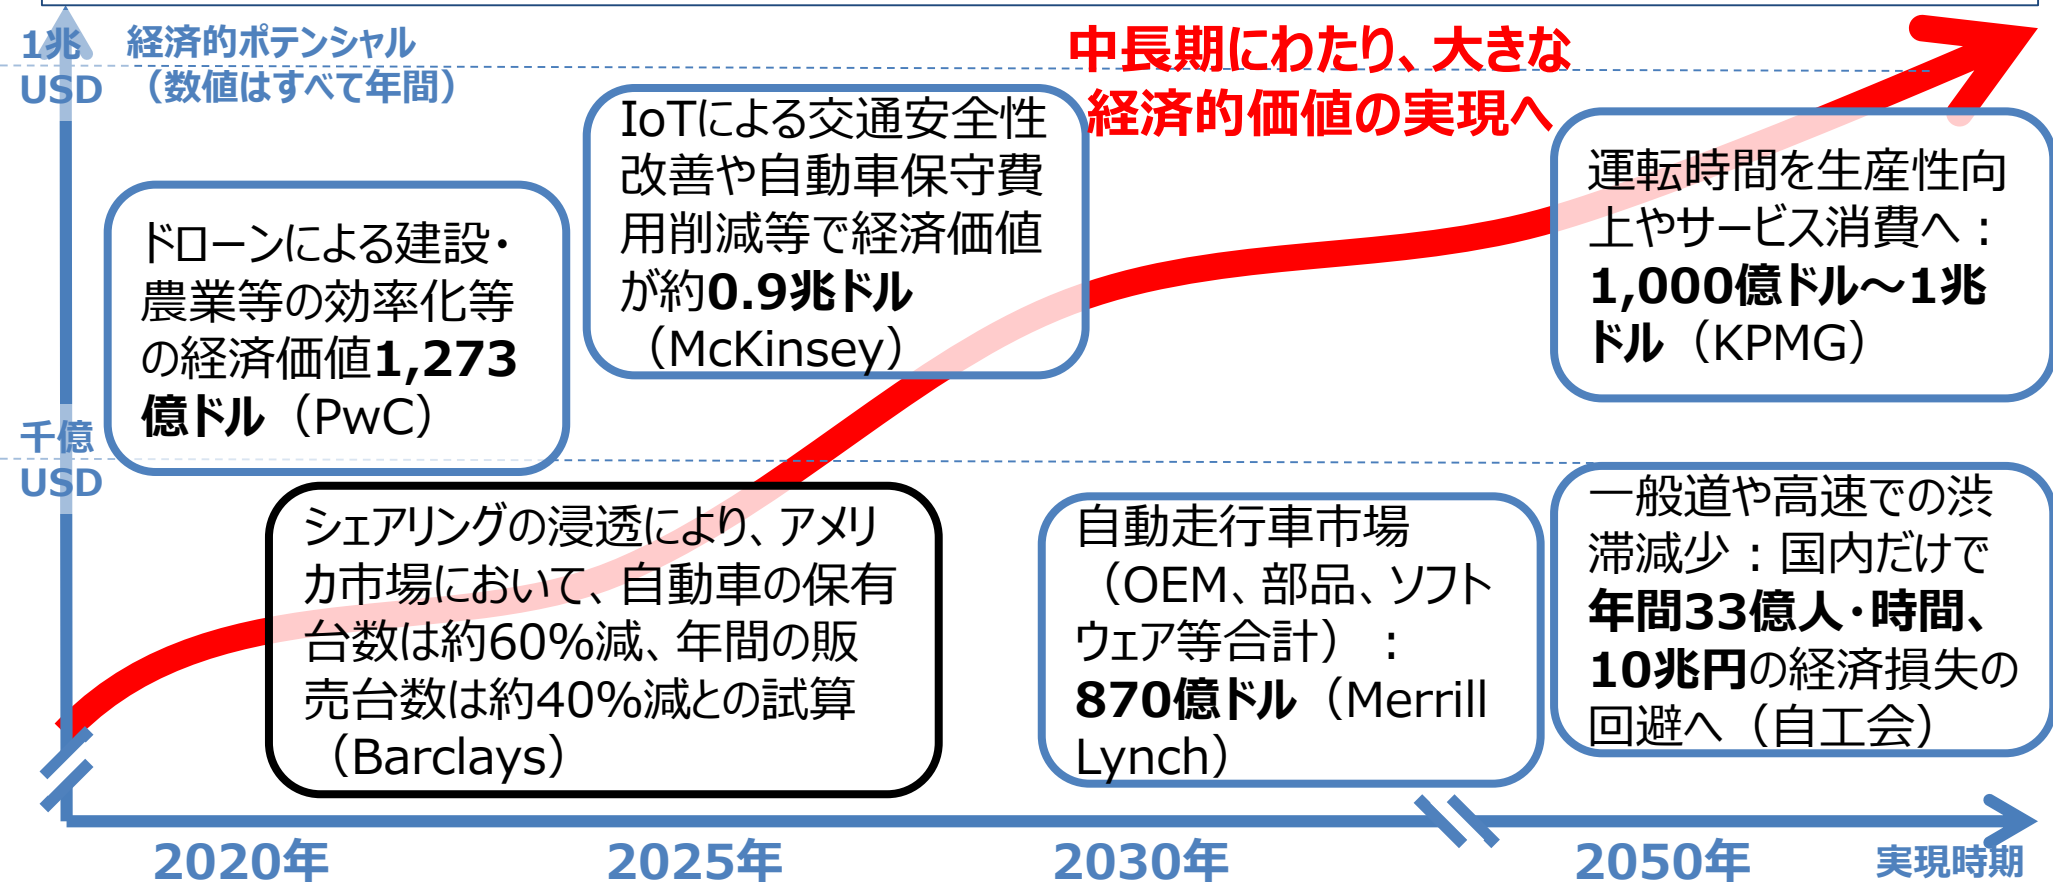 1兆
USD
経済的ポテンシャル
（数値はすべて年間）
中長期にわたり、大きな
経済的価値の実現へ
IoTによる交通安全性
改善や自動車保守費
用削減等で経済価値
が約0.9兆ドル
（McKinsey）
運転時間を生産性向
上やサービス消費へ：
1,000億ドル～1兆
ドル（KPMG）
ドローンによる建設・
農業等の効率化等
の経済価値1,273
億ドル（PwC）
千億
USD
シェアリングの浸透により、アメリ
カ市場において、自動車の保有
台数は約60%減、年間の販
売台数は約40%減との試算
（Barclays）
自動走行車市場
（OEM、部品、ソフト
ウェア等合計）：
870億ドル（Merrill
Lynch）
一般道や高速での渋
滞減少：国内だけで
年間33億人・時間、
10兆円の経済損失の
回避へ（自工会）
2020年
2025年
2030年
2050年
実現時期